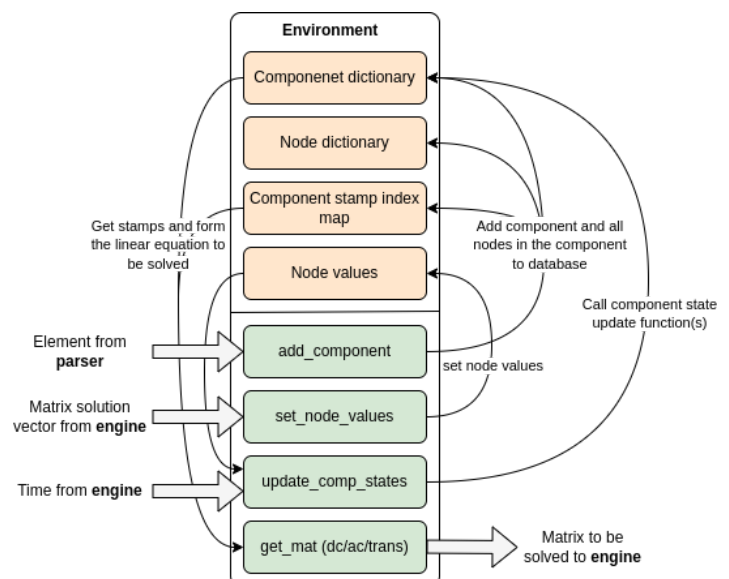 Environment
Componenet dictionary
Node dictionary
Component stamp index
map
Get stamps and form
the linear equation to
be solved
Add component and all
nodes in the component
to database
Node values
Call component state
update function(s)
Element from
parser
add_component
set node values
Matrix solution
vector from engine
set_node_values
Time from engine
update_comp_states
get_mat (dc/ac/trans)
Matrix to be
solved to engine